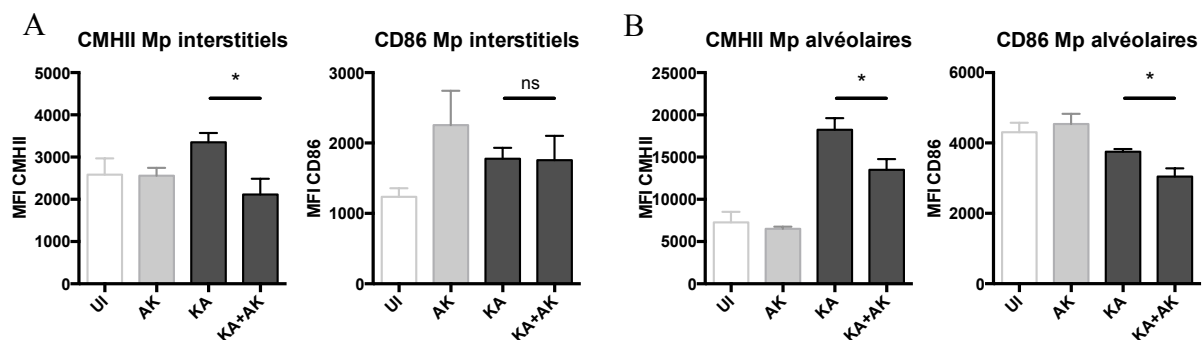 A
CMHII Mp interstitiels
MFI CMHII
5000
4000
3000
2000
1000
0
*
UI
AK
KA
KA+AK
CD86 Mp interstitiels
MFI CD86
3000
2000
1000
0
ns
UI
AK
KA
KA+AK
B
CMHII Mp alvéolaires
MFI CMHII
25000
20000
15000
10000
5000
0
*
UI
AK
KA
KA+AK
CD86 Mp alvéolaires
MFI CD86
6000
4000
2000
0
*
UI
AK
KA
KA+AK